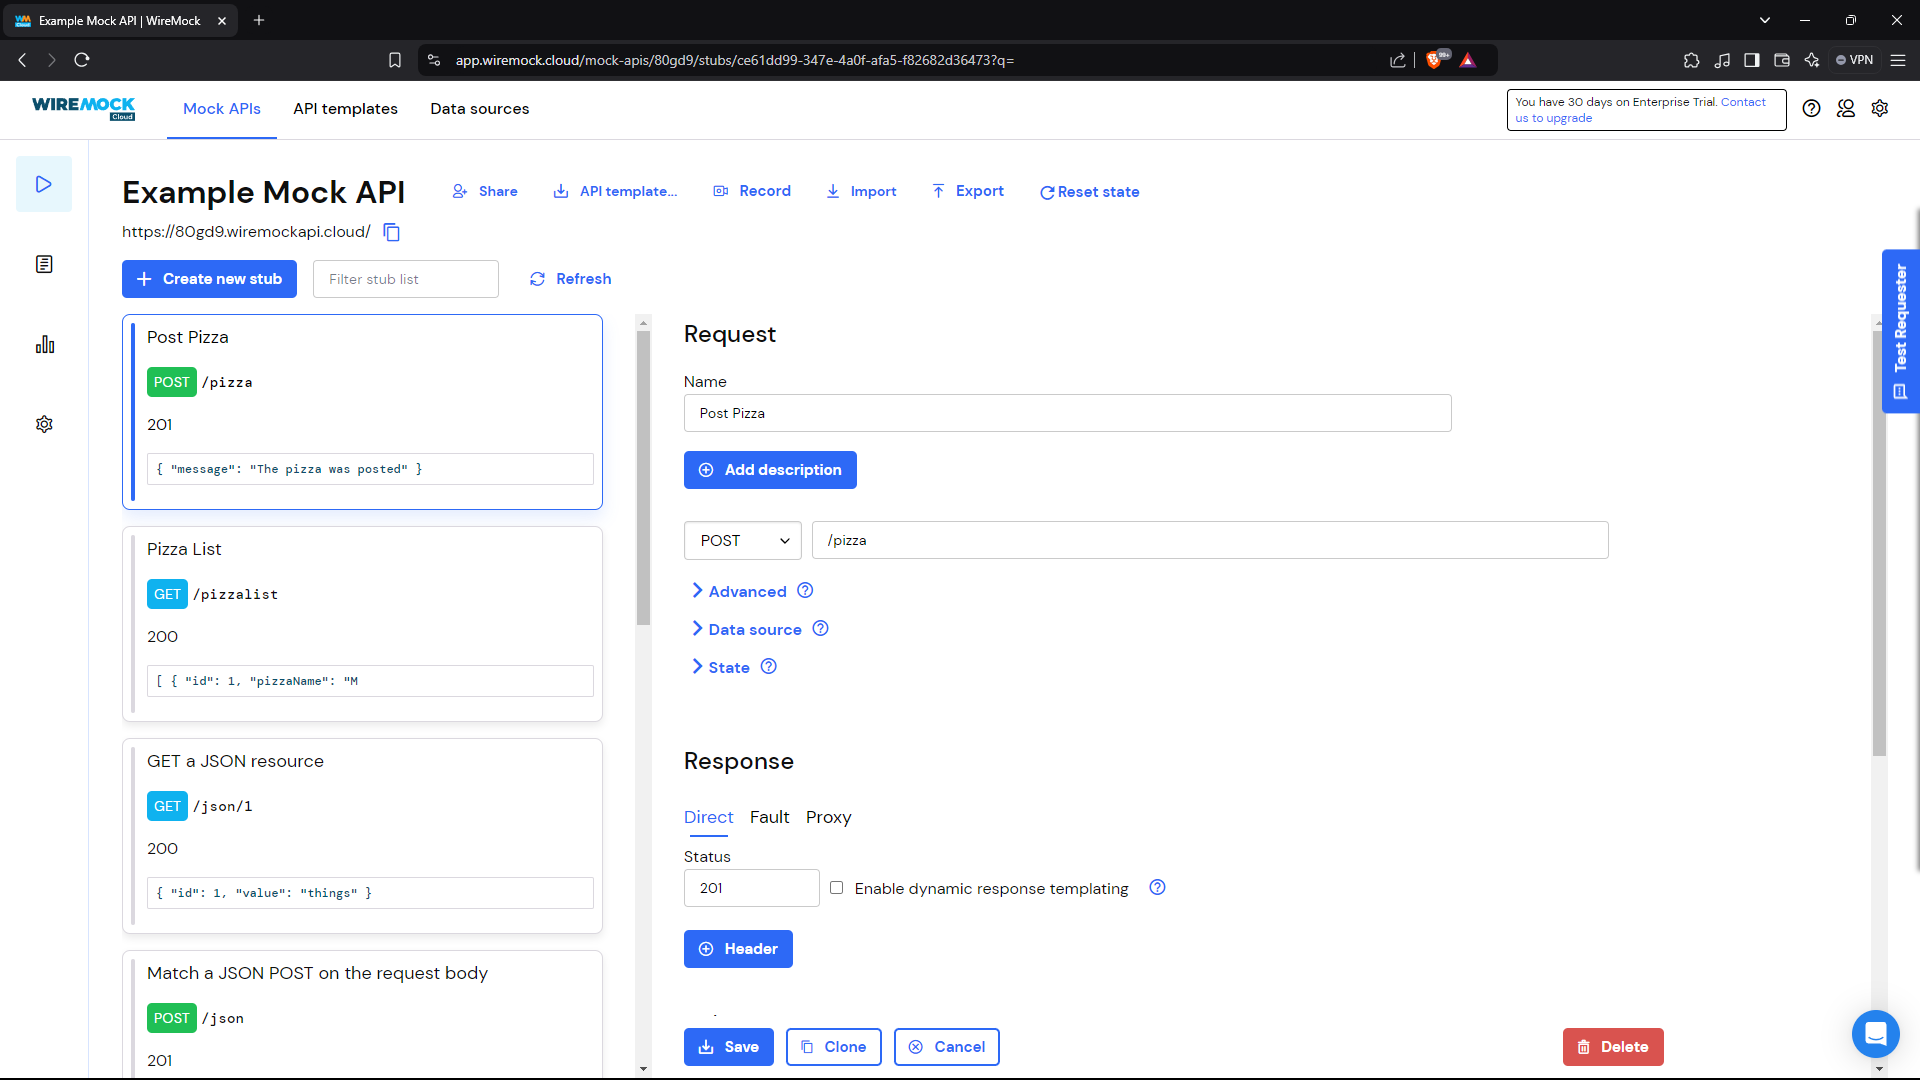 Example Mock API | WireMock
app.wiremock.cloud/mock-apis/80gd9/stubs/ce61dd99-347e-4a0f-afa5-f82682d36473?q=
99+
VPN
WIREMOCK
Cloud
Mock APIs
API templates
Data sources
You have 30 days on Enterprise Trial. Contact
us to upgrade
Example Mock API
Share
API template...
Record
Import
Export
Reset state
https://80gd9.wiremockapi.cloud/
Create new stub
Filter stub list
Refresh
Test Requester
Post Pizza
POST /pizza
201
{ "message": "The pizza was posted" }
Pizza List
GET /pizzalist
200
[ { "id": 1, "pizzaName": "M
GET a JSON resource
GET /json/1
200
{ "id": 1, "value": "things" }
Match a JSON POST on the request body
POST /json
201
Request
Name
Post Pizza
Add description
POST
/pizza
Advanced
Data source
State
Response
Direct
Fault
Proxy
Status
201
Enable dynamic response templating
Header
Save
Clone
Cancel
Delete